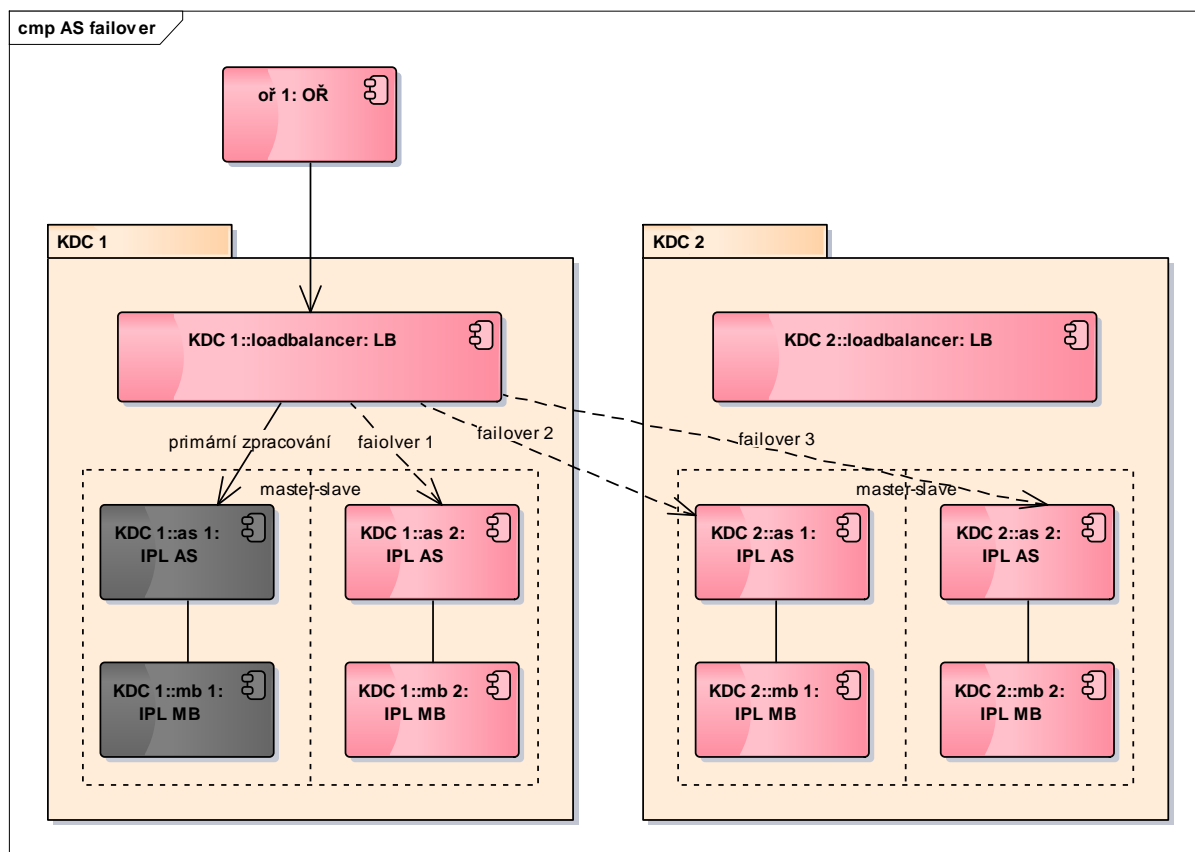 cmp AS failover
oř 1: OŘ
KDC 1
KDC 2
KDC 1::loadbalancer: LB
KDC 2::loadbalancer: LB
primární zpracování
faiolver 1
failover 2
failover 3
master-slave
master-slave
KDC 1::as 1:
IPL AS
KDC 1::as 2:
IPL AS
KDC 2::as 1:
IPL AS
KDC 2::as 2:
IPL AS
KDC 1::mb 1:
IPL MB
KDC 1::mb 2:
IPL MB
KDC 2::mb 1:
IPL MB
KDC 2::mb 2:
IPL MB